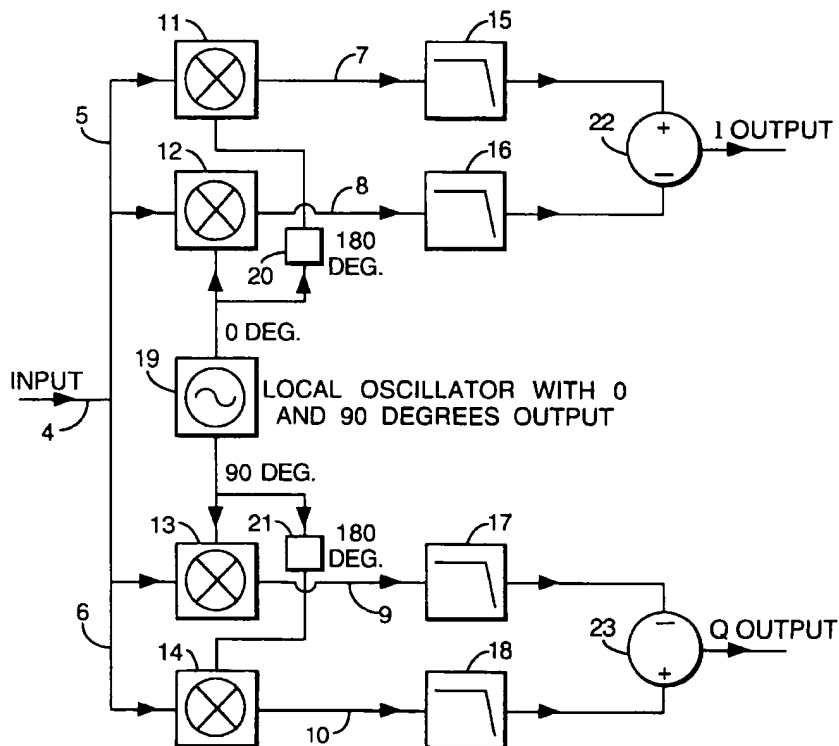 11
15
7
5
12
16
22
+
−
I OUTPUT
8
20
180
DEG.
0 DEG.
19
INPUT
4
LOCAL OSCILLATOR WITH 0
AND 90 DEGREES OUTPUT
90 DEG.
13
21
180
DEG.
17
9
6
14
18
23
−
+
Q OUTPUT
10